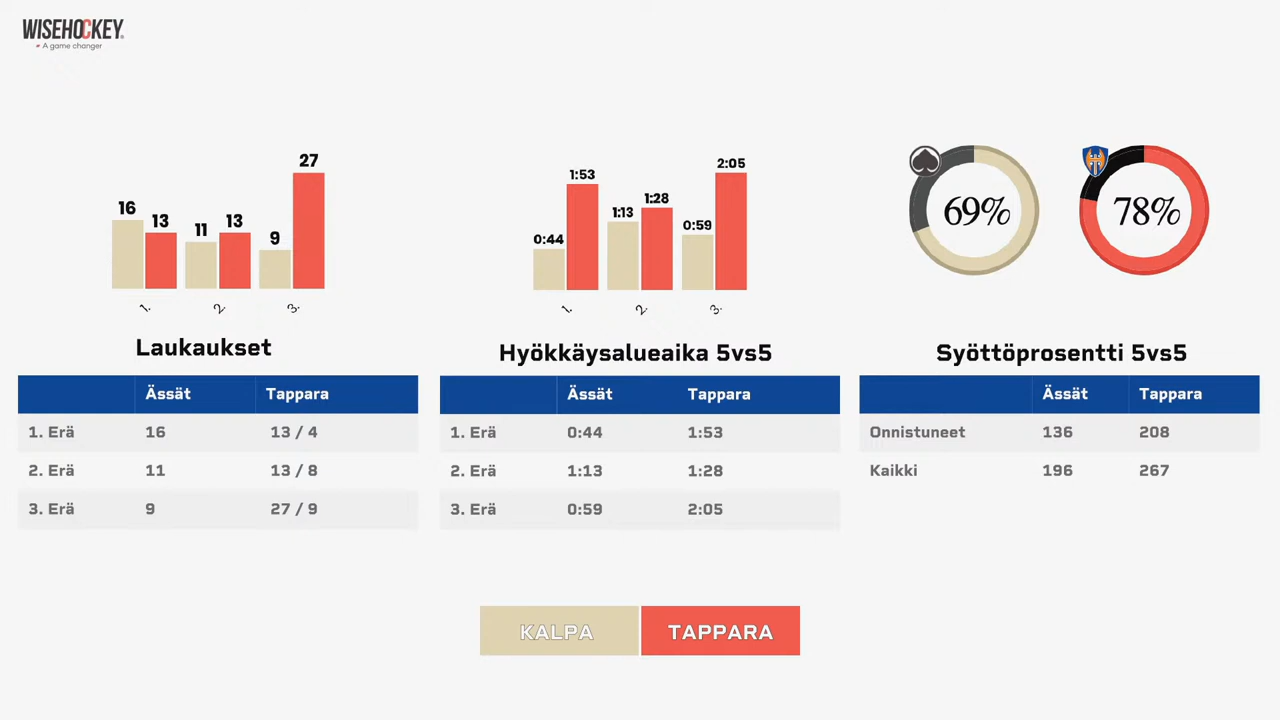 WISEHOCKEY
A game changer
16 13 11 13 9 27
1. 2. 3.
Laukaukset
Ässät Tappara
1. Erä 16 13 / 4
2. Erä 11 13 / 8
3. Erä 9 27 / 9
0:44 1:53 1:13 1:28 0:59 2:05
1. 2. 3.
Hyökkäysalueaika 5vs5
Ässät Tappara
1. Erä 0:44 1:53
2. Erä 1:13 1:28
3. Erä 0:59 2:05
69% 78%
Syöttöprosentti 5vs5
Ässät Tappara
Onnistuneet 136 208
Kaikki 196 267
KALPA TAPPARA